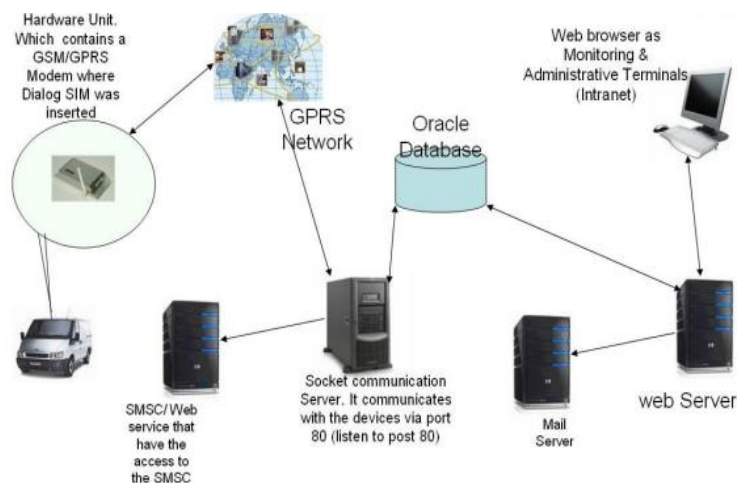 Hardware Unit.
Which contains a
GSM/GPRS
Modem where
Dialog SIM was
inserted
GPRS
Network
Oracle
Database
Web browser as
Monitoring &
Administrative Terminals
(Intranet)
SMSC/Web
service that
have the
access to
the SMSC
Socket communication
Server. It communicates
with the devices via port
80 (listen to post 80)
Mail
Server
web Server